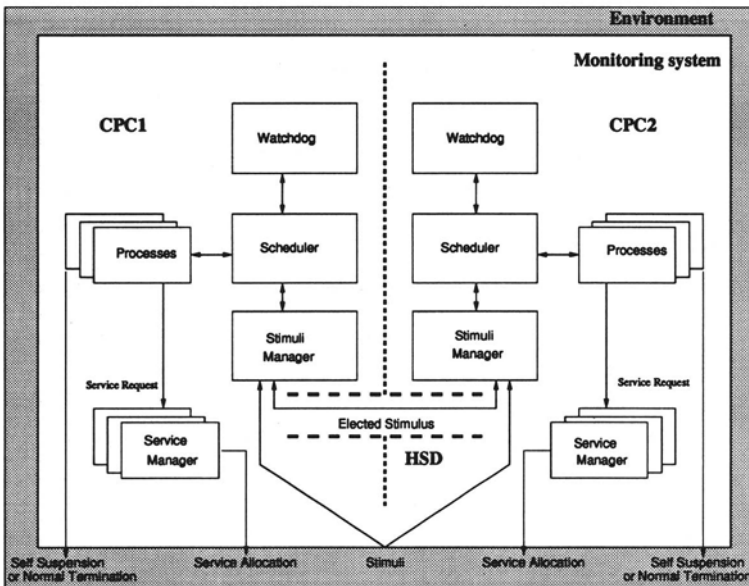 Environment
Monitoring system
CPC1
CPC2
Watchdog
Watchdog
Processes
Scheduler
Scheduler
Processes
Stimuli
Manager
Stimuli
Manager
Service Request
Service Request
Elected Stimulus
Service
Manager
HSD
Service
Manager
Self Suspension
or Normal Termination
Service Allocation
Stimuli
Service Allocation
Self Suspension
or Normal Termination